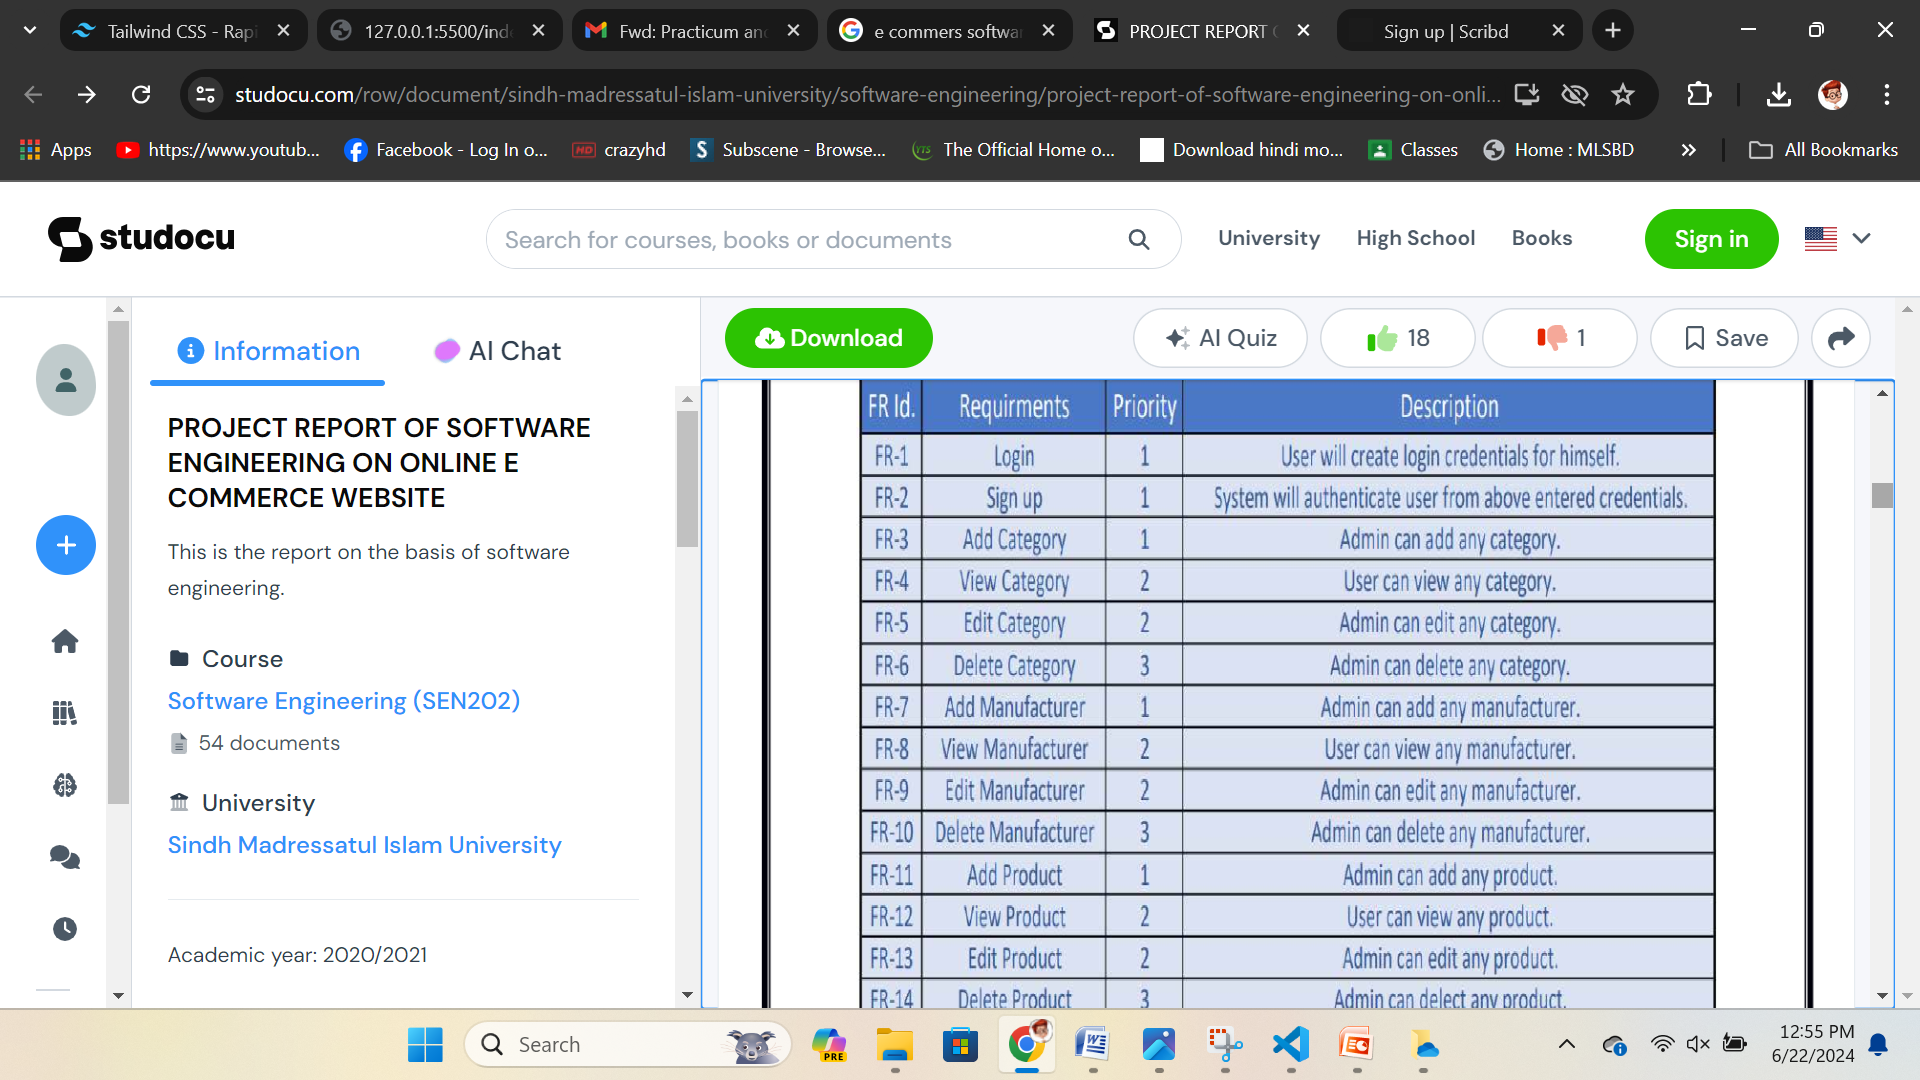 Tailwind CSS - Rapi
127.0.0.1:5500/inde
Fwd: Practicum and
e commers softwar
PROJECT REPORT O
Sign up | Scribd
studocu.com/row/document/sindh-madressatul-islam-university/software-engineering/project-report-of-software-engineering-on-onli...
Apps
https://www.youtub...
Facebook - Log In o...
HD crazyhd
S Subscene - Browse...
YTS The Official Home o...
Download hindi mo...
Classes
Home : MLSBD
All Bookmarks
studocu
Search for courses, books or documents
University
High School
Books
Sign in
Information
AI Chat
Download
AI Quiz
18
1
Save
PROJECT REPORT OF SOFTWARE
ENGINEERING ON ONLINE E
COMMERCE WEBSITE
This is the report on the basis of software
engineering.
Course
Software Engineering (SEN202)
54 documents
University
Sindh Madressatul Islam University
Academic year: 2020/2021
FR Id. Requirments Priority Description
FR-1 Login 1 User will create login credentials for himself.
FR-2 Sign up 1 System will authenticate user from above entered credentials.
FR-3 Add Category 1 Admin can add any category.
FR-4 View Category 2 User can view any category.
FR-5 Edit Category 2 Admin can edit any category.
FR-6 Delete Category 3 Admin can delete any category.
FR-7 Add Manufacturer 1 Admin can add any manufacturer.
FR-8 View Manufacturer 2 User can view any manufacturer.
FR-9 Edit Manufacturer 2 Admin can edit any manufacturer.
FR-10 Delete Manufacturer 3 Admin can delete any manufacturer.
FR-11 Add Product 1 Admin can add any product.
FR-12 View Product 2 User can view any product.
FR-13 Edit Product 2 Admin can edit any product.
FR-14 Delete Product 3 Admin can delect any product.
Search
PRE
12:55 PM
6/22/2024